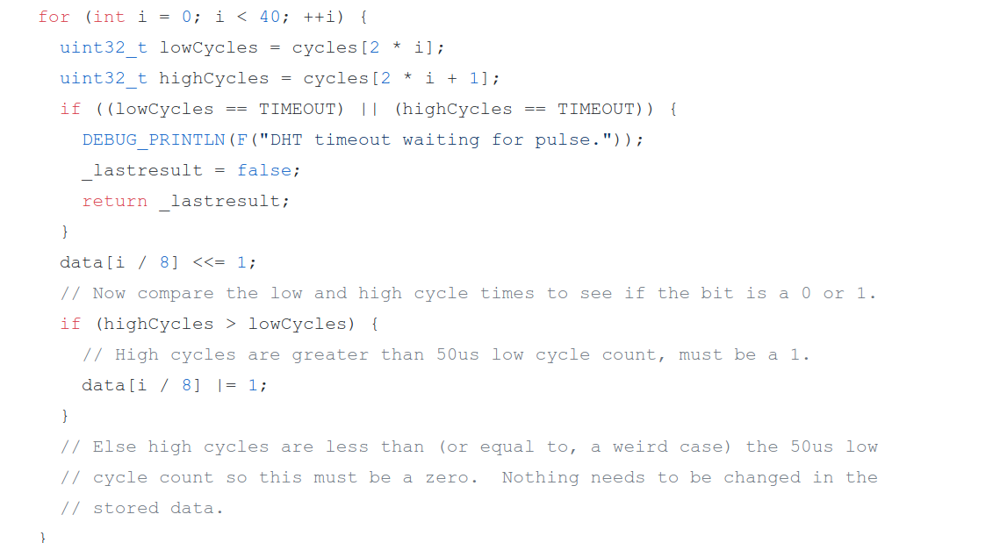 for (int i = 0; i < 40; ++i) {
  uint32_t lowCycles = cycles[2 * i];
  uint32_t highCycles = cycles[2 * i + 1];
  if ((lowCycles == TIMEOUT) || (highCycles == TIMEOUT)) {
    DEBUG_PRINTLN(F("DHT timeout waiting for pulse."));
    _lastresult = false;
    return _lastresult;
  }
  data[i / 8] <<= 1;
  // Now compare the low and high cycle times to see if the bit is a 0 or 1.
  if (highCycles > lowCycles) {
    // High cycles are greater than 50us low cycle count, must be a 1.
    data[i / 8] |= 1;
  }
  // Else high cycles are less than (or equal to, a weird case) the 50us low
  // cycle count so this must be a zero.  Nothing needs to be changed in the
  // stored data.
}